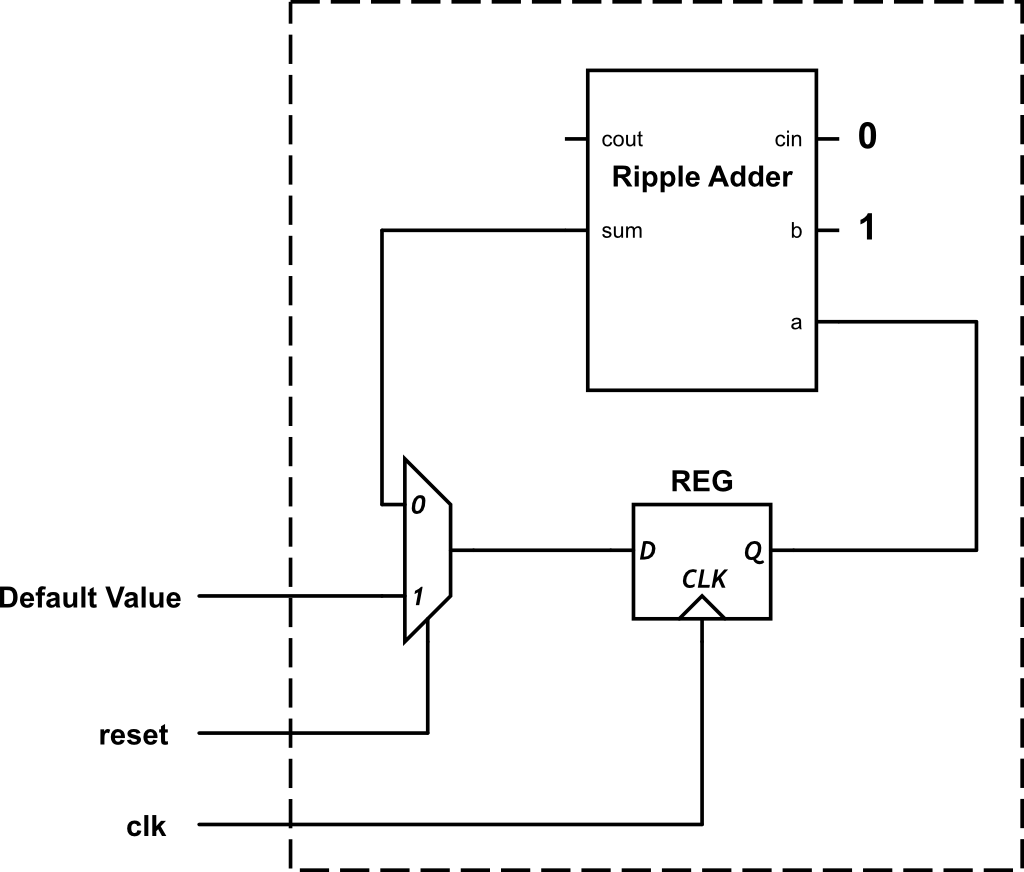 cout cin 0
Ripple Adder
sum b 1
a
REG
0
D Q
CLK
Default Value 1
reset
clk